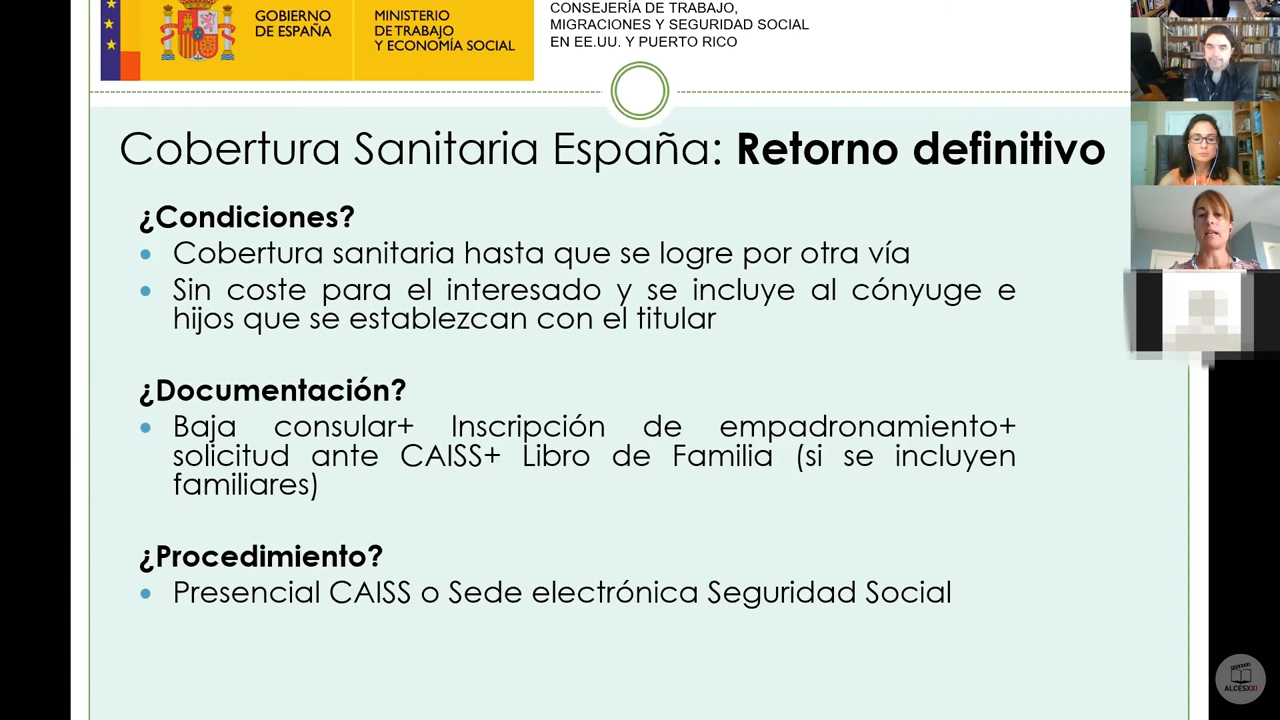 GOBIERNO
DE ESPAÑA
MINISTERIO
DE TRABAJO
Y ECONOMÍA SOCIAL
CONSEJERÍA DE TRABAJO,
MIGRACIONES Y SEGURIDAD SOCIAL
EN EE.UU. Y PUERTO RICO
Cobertura Sanitaria España: Retorno definitivo
¿Condiciones?
• Cobertura sanitaria hasta que se logre por otra vía
• Sin coste para el interesado y se incluye al cónyuge e
hijos que se establezcan con el titular
¿Documentación?
• Baja consular+ Inscripción de empadronamiento+
solicitud ante CAISS+ Libro de Familia (si se incluyen
familiares)
¿Procedimiento?
• Presencial CAISS o Sede electrónica Seguridad Social
ALCESXXI